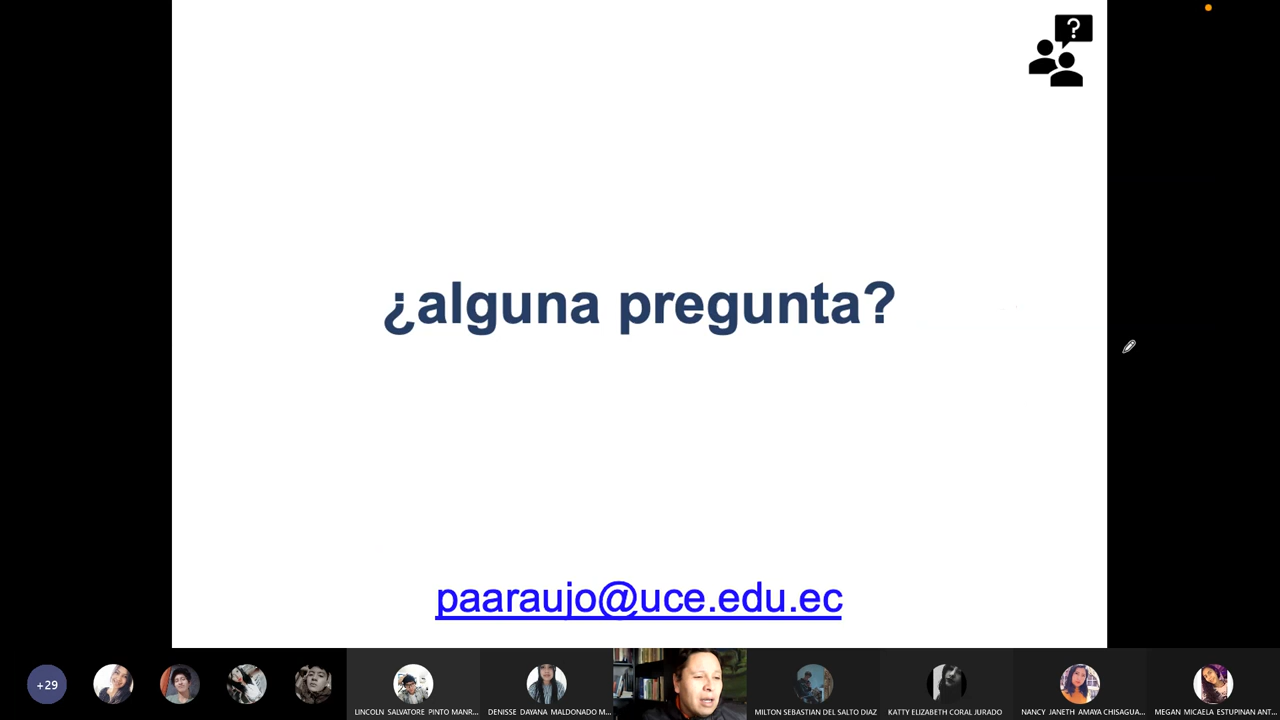 ?
¿alguna pregunta?
paaraujo@uce.edu.ec
+29
LINCOLN SALVATORE PINTO MANR...
DENISSE DAYANA MALDONADO M...
MILTON SEBASTIAN DEL SALTO DIAZ
KATTY ELIZABETH CORAL JURADO
NANCY JANETH AMAYA CHISAGUA...
MEGAN MICAELA ESTUPINAN ANT...